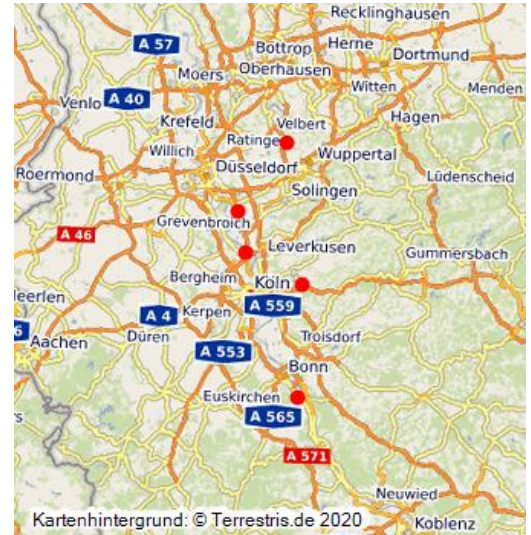 Recklinghausen
A 57
Bottrop
Herne
Dortmund
Moers
Oberhausen
Witten
Menden
Venlo
A 40
Krefeld
Velbert
Hagen
Ratinge
Willich
Wuppertal
Roermond
Düsseldorf
Lüdenscheid
Solingen
Grevenbroich
A 46
Leverkusen
Gummersbach
Bergheim
Köln
Heerlen
A 559
A 4
Kerpen
6
Düren
Troisdorf
Aachen
A 553
Bonn
Euskirchen
A 565
A 571
Neuwied
Kartenhintergrund: © Terrestris.de 2020
Koblenz